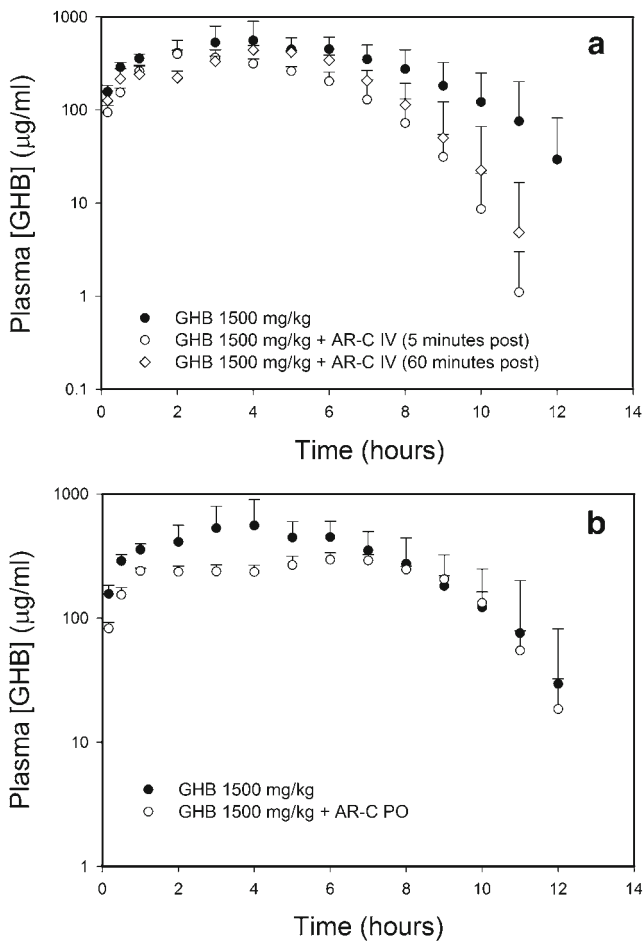 a
1000
100
10
1
0.1
Plasma [GHB] (µg/ml)
GHB 1500 mg/kg
GHB 1500 mg/kg + AR-C IV (5 minutes post)
GHB 1500 mg/kg + AR-C IV (60 minutes post)
0 2 4 6 8 10 12 14
Time (hours)
b
1000
100
10
1
Plasma [GHB] (µg/ml)
GHB 1500 mg/kg
GHB 1500 mg/kg + AR-C PO
0 2 4 6 8 10 12 14
Time (hours)